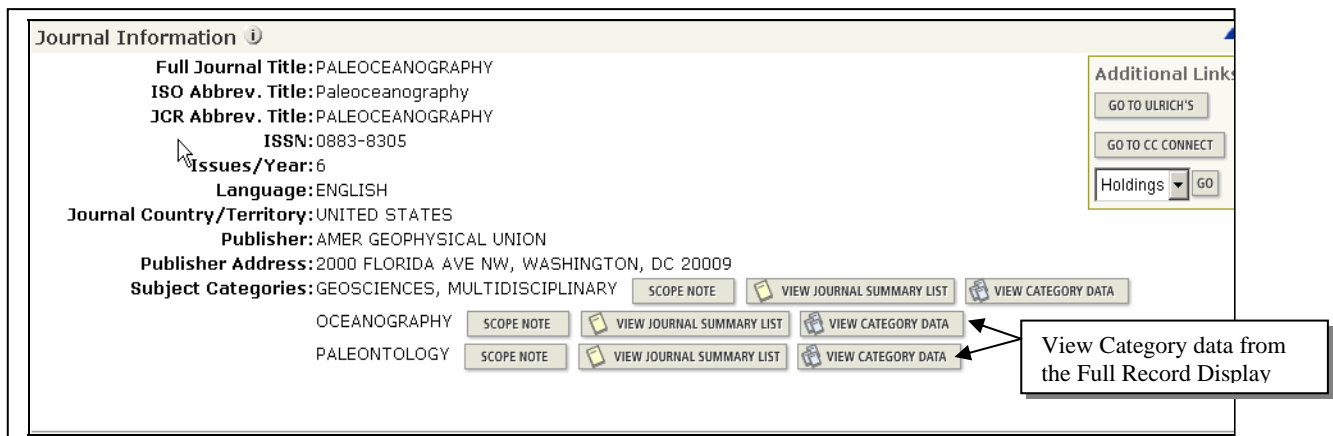 Journal Information i
Full Journal Title: PALEOCEANOGRAPHY
ISO Abbrev. Title: Paleoceanography
JCR Abbrev. Title: PALEOCEANOGRAPHY
ISSN: 0883-8305
Issues/Year: 6
Language: ENGLISH
Journal Country/Territory: UNITED STATES
Publisher: AMER GEOPHYSICAL UNION
Publisher Address: 2000 FLORIDA AVE NW, WASHINGTON, DC 20009
Subject Categories: GEOSCIENCES, MULTIDISCIPLINARY SCOPE NOTE VIEW JOURNAL SUMMARY LIST VIEW CATEGORY DATA
OCEANOGRAPHY SCOPE NOTE VIEW JOURNAL SUMMARY LIST VIEW CATEGORY DATA
PALEONTOLOGY SCOPE NOTE VIEW JOURNAL SUMMARY LIST VIEW CATEGORY DATA
Additional Links
GO TO ULRICH'S
GO TO CC CONNECT
Holdings GO
View Category data from
the Full Record Display